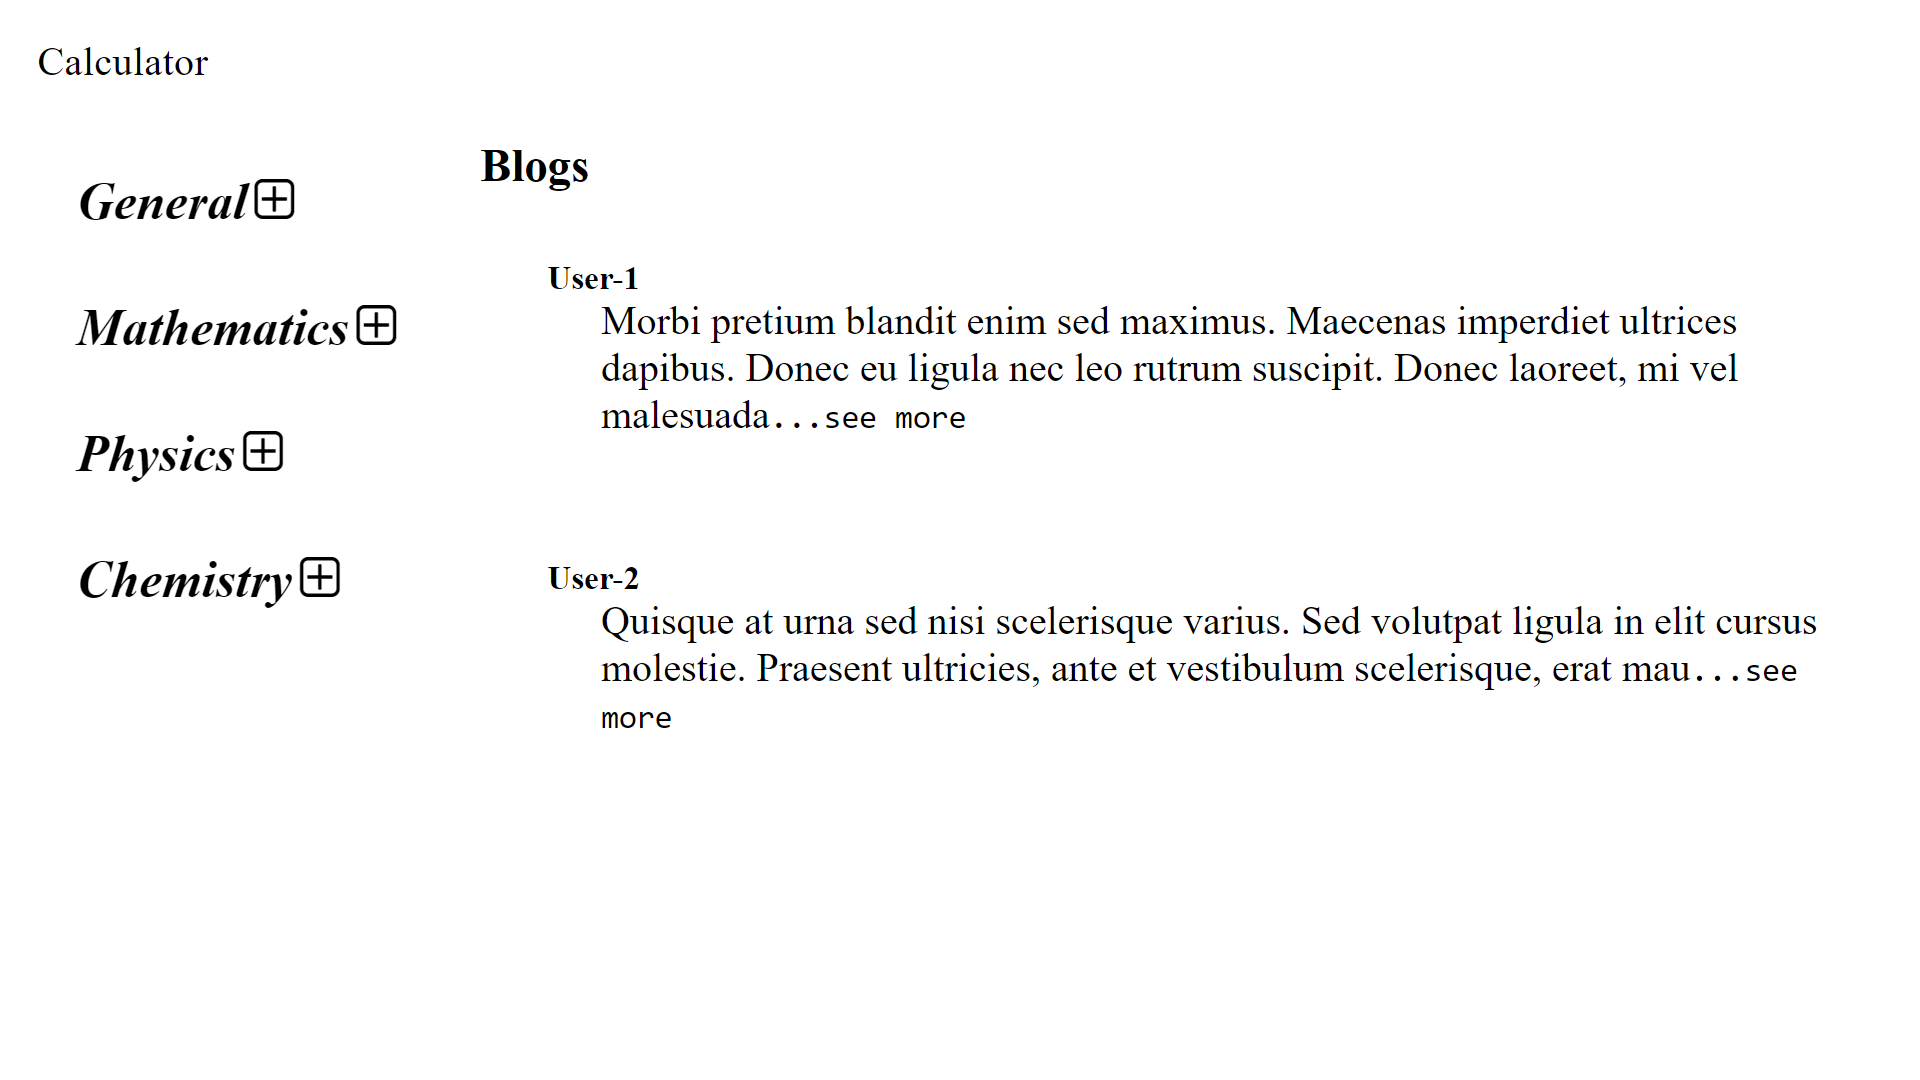 Calculator
General
Mathematics
Physics
Chemistry
Blogs
User-1
Morbi pretium blandit enim sed maximus. Maecenas imperdiet ultrices
dapibus. Donec eu ligula nec leo rutrum suscipit. Donec laoreet, mi vel
malesuada...see more
User-2
Quisque at urna sed nisi scelerisque varius. Sed volutpat ligula in elit cursus
molestie. Praesent ultricies, ante et vestibulum scelerisque, erat mau...see
more